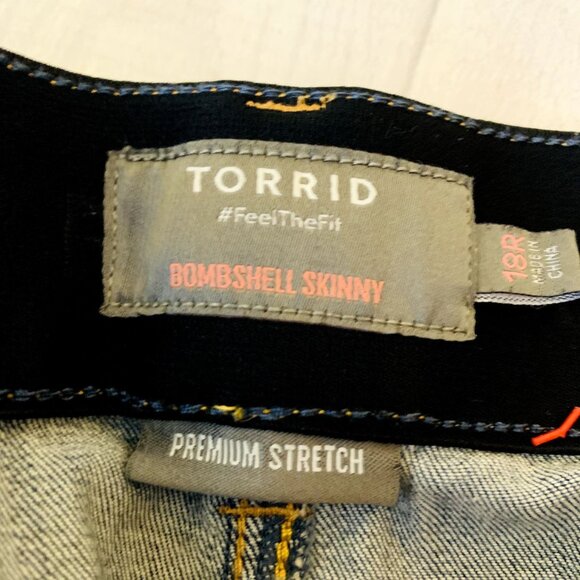 TORRID
#FeelTheFit
BOMBSHELL SKINNY
18R
MADE IN
CHINA
PREMIUM STRETCH